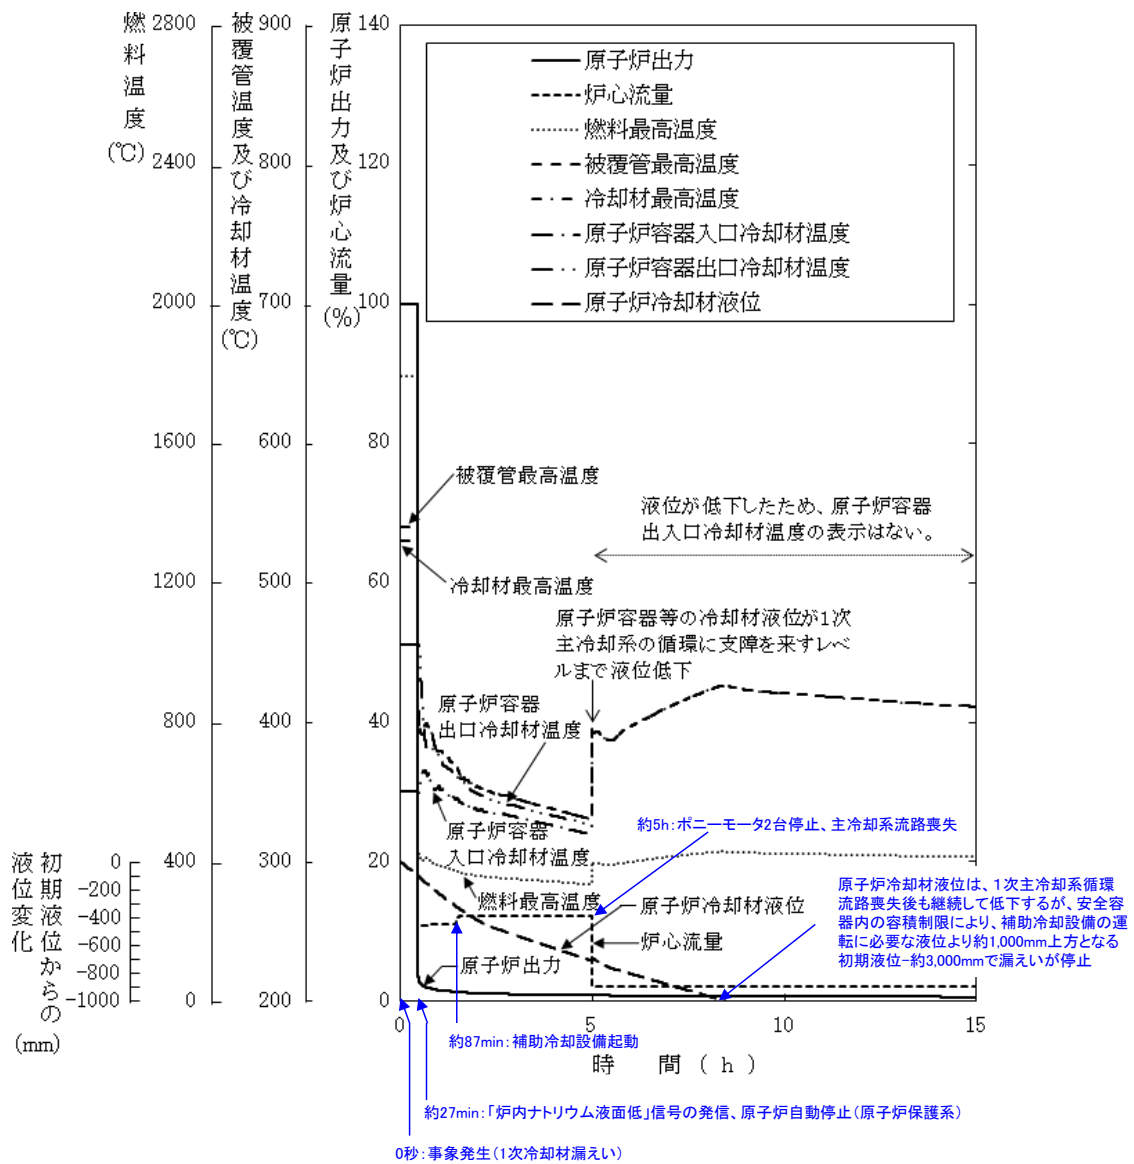 燃料温度
(℃)
2800
2400
2000
1600
1200
800
400
0
被覆管温度及び冷却材温度
(℃)
900
800
700
600
500
400
300
200
原子炉出力及び炉心流量
(%)
140
120
100
80
60
40
20
0
原子炉出力
炉心流量
燃料最高温度
被覆管最高温度
冷却材最高温度
原子炉容器入口冷却材温度
原子炉容器出口冷却材温度
原子炉冷却材液位
被覆管最高温度
冷却材最高温度
液位が低下したため、原子炉容器
出入口冷却材温度の表示はない。
原子炉容器等の冷却材液位が1次
主冷却系の循環に支障を来すレベ
ルまで液位低下
原子炉容器
出口冷却材温度
原子炉容器
入口冷却材温度
燃料最高温度
原子炉冷却材液位
炉心流量
原子炉出力
約5h:ポニーモータ2台停止、主冷却系流路喪失
原子炉冷却材液位は、1次主冷却系循環
流路喪失後も継続して低下するが、安全容
器内の容積制限により、補助冷却設備の運
転に必要な液位より約1,000mm上方となる
初期液位-約3,000mmで漏えいが停止
初期液位からの
液位変化
(mm)
0
-200
-400
-600
-800
-1000
0
5
10
15
時 間 ( h )
約87min:補助冷却設備起動
約27min:「炉内ナトリウム液面低」信号の発信、原子炉自動停止(原子炉保護系)
0秒:事象発生(1次冷却材漏えい)